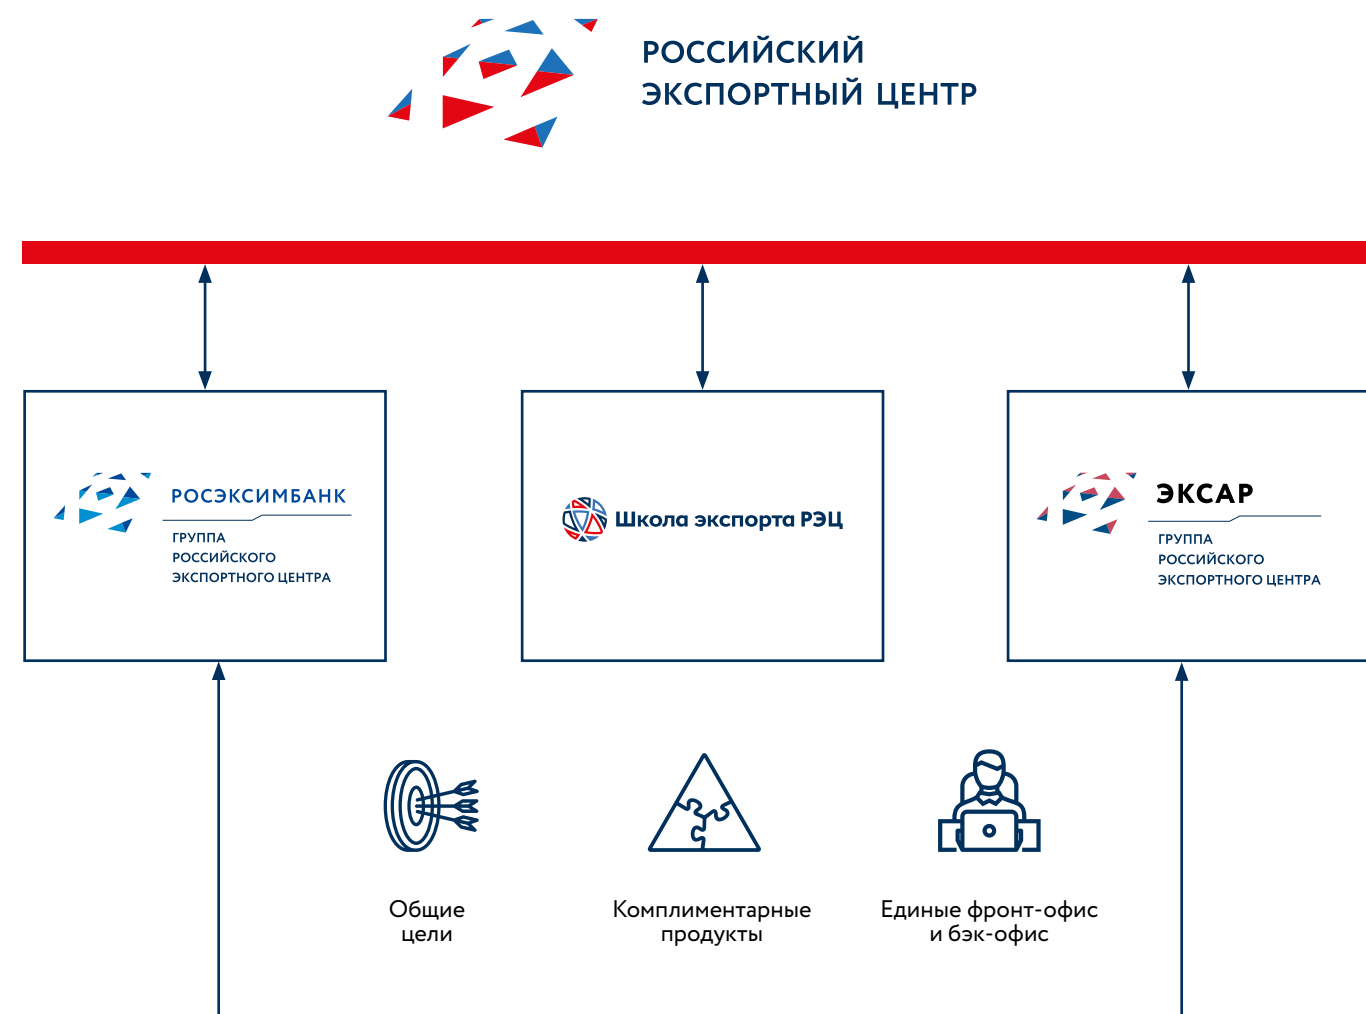 РОССИЙСКИЙ
ЭКСПОРТНЫЙ ЦЕНТР
РОСЭКСИМБАНК
ГРУППА
РОССИЙСКОГО
ЭКСПОРТНОГО ЦЕНТРА
Школа экспорта РЭЦ
ЭКСАР
ГРУППА
РОССИЙСКОГО
ЭКСПОРТНОГО ЦЕНТРА
Общие
цели
Комплиментарные
продукты
Единые фронт-офис
и бэк-офис